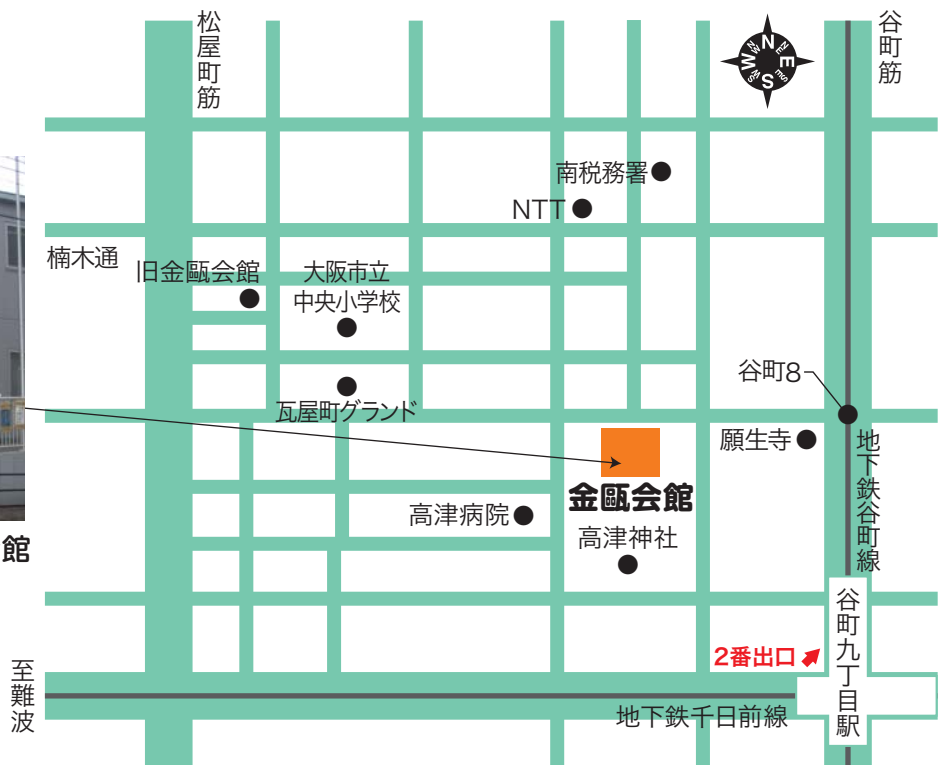 松屋町筋
谷町筋
N
E
S
W
南税務署
NTT
楠木通
旧金甌会館
大阪市立
中央小学校
谷町8
瓦屋町グランド
願生寺
地下鉄谷町線
金甌会館
高津病院
高津神社
館
谷町九丁目駅
2番出口
至難波
地下鉄千日前線